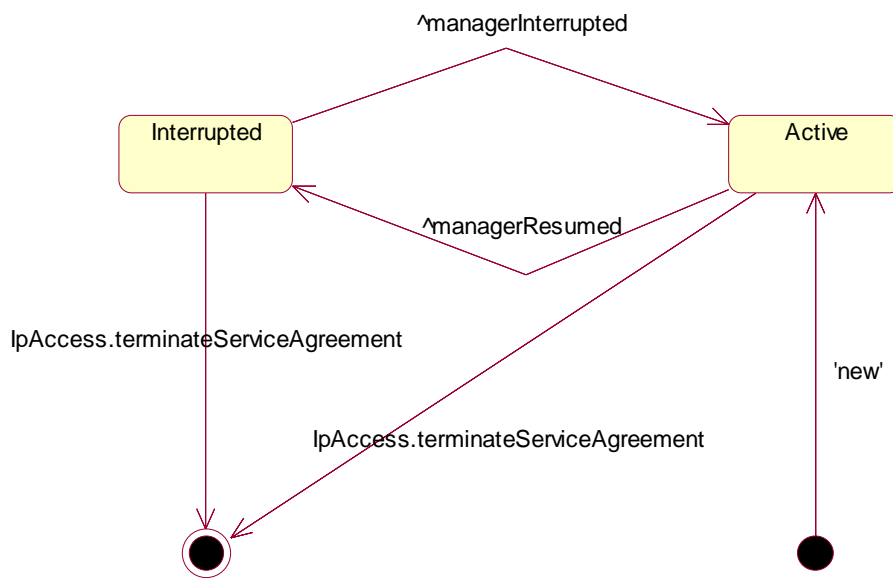 ^managerInterrupted
Interrupted
Active
^managerResumed
IpAccess.terminateServiceAgreement
'new'
IpAccess.terminateServiceAgreement